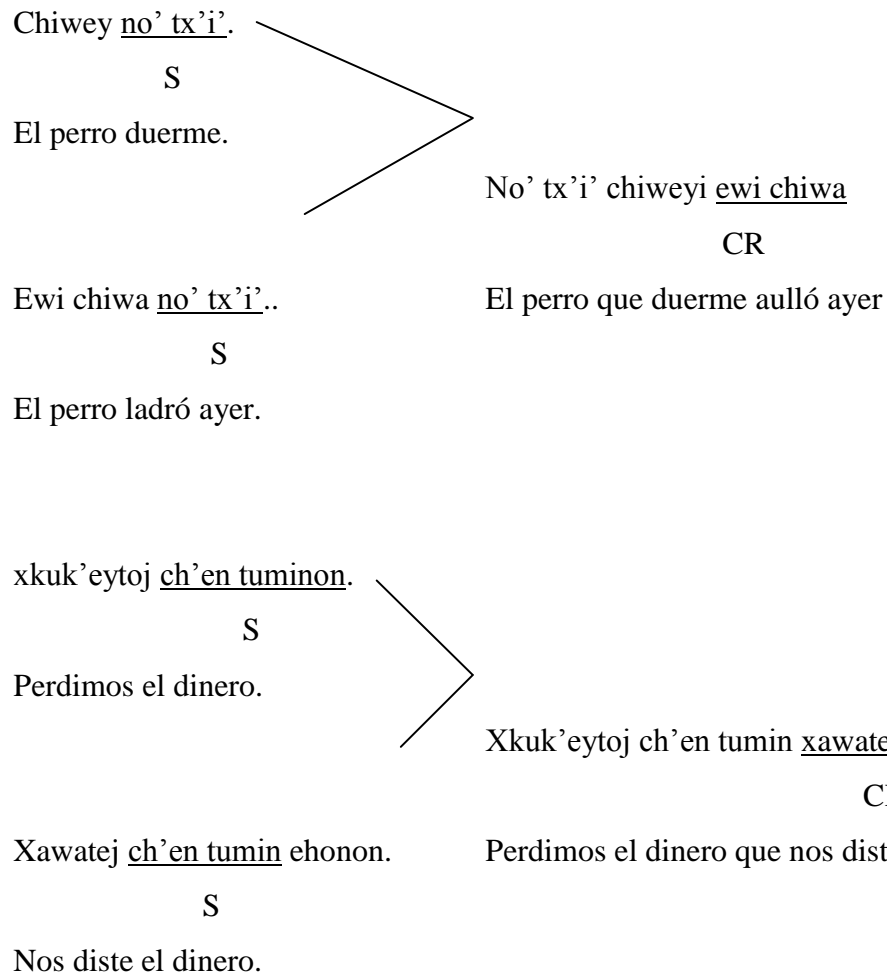 Chiwey no’ tx’i’.
S
El perro duerme.
Ewi chiwa no’ tx’i’..
S
El perro ladró ayer.
No’ tx’i’ chiweyi ewi chiwa
CR
El perro que duerme aulló ayer
xkuk’eytoj ch’en tuminon.
S
Perdimos el dinero.
Xawatej ch’en tumin ehonon.
S
Nos diste el dinero.
Xkuk’eytoj ch’en tumin xawate
C
Perdimos el dinero que nos dist